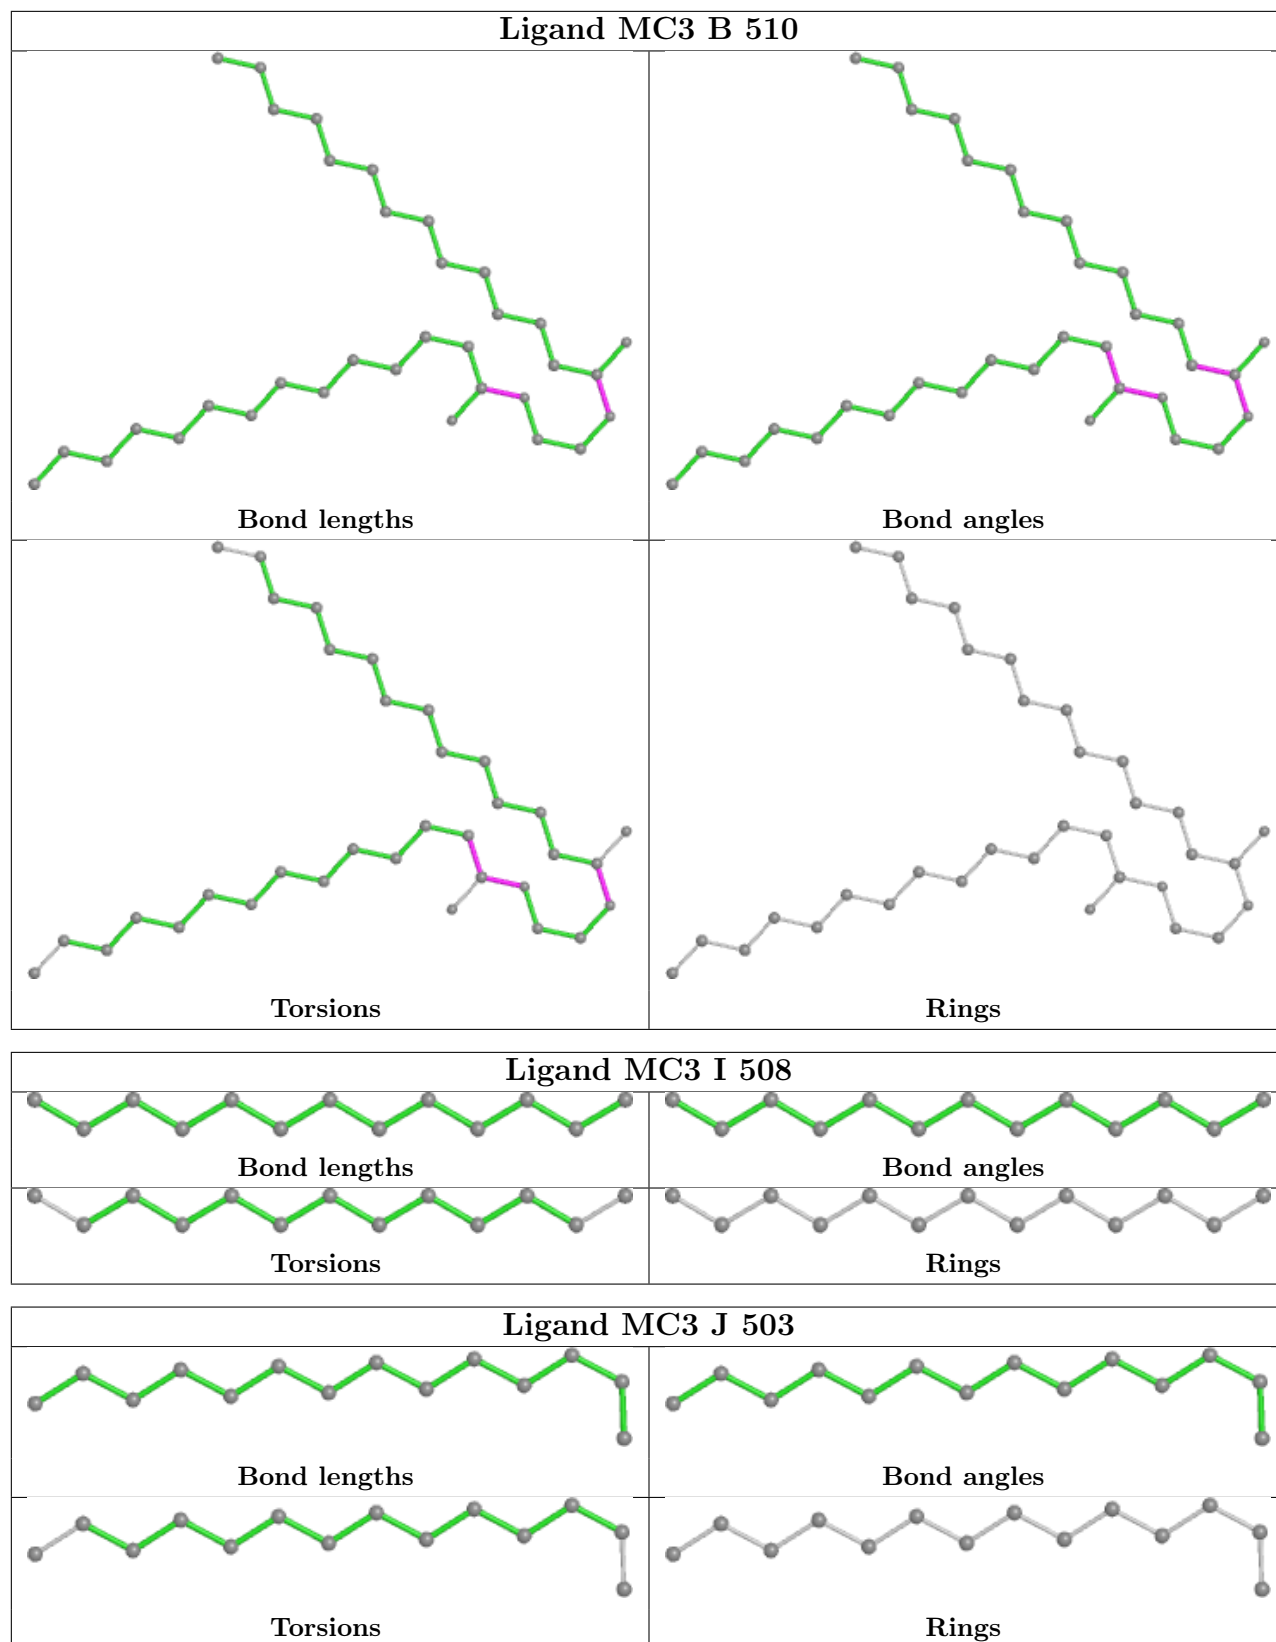 Ligand MC3 B 510
Bond lengths
Bond angles
Torsions
Rings
Ligand MC3 I 508
Bond lengths
Bond angles
Torsions
Rings
Ligand MC3 J 503
Bond lengths
Bond angles
Torsions
Rings